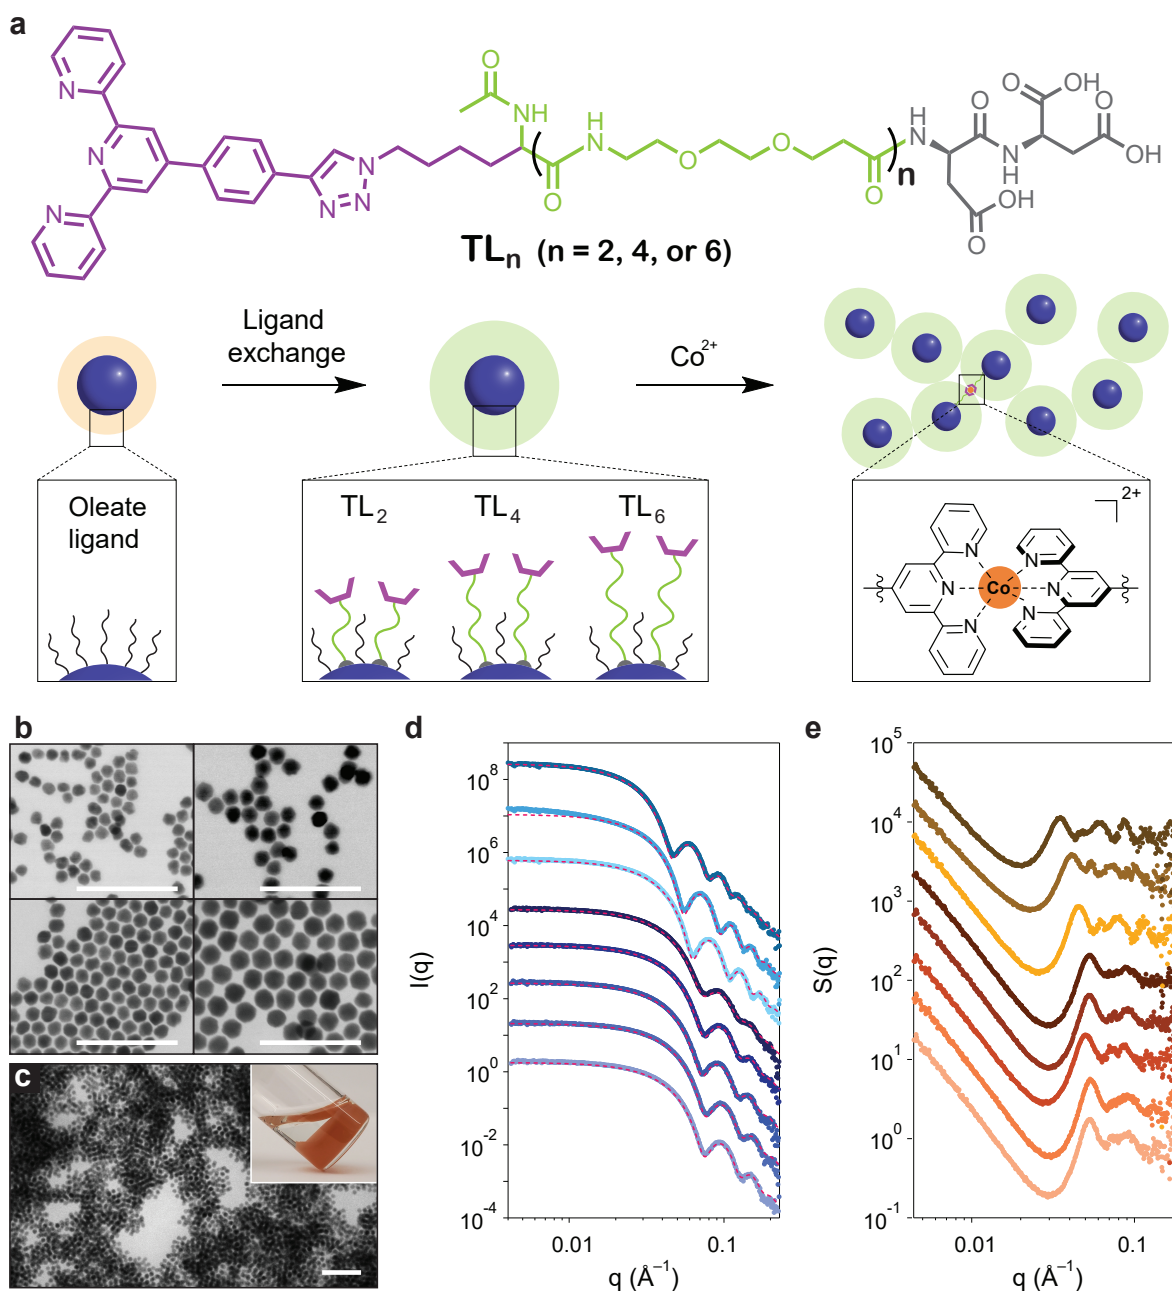 a
N
N
N
N
N=N
O
NH
H
N
O
O
O
O
n
H
N
O
O
OH
O
OH
N
H
O
OH
O
TLn (n = 2, 4, or 6)
Ligand
exchange
Co2+
Oleate
ligand
TL2
TL4
TL6
2+
N
N
N
Co
N
N
N
b
c
d
I(q)
10^8
10^6
10^4
10^2
10^0
10^-2
10^-4
0.01
0.1
q (Å–1)
e
S(q)
10^5
10^4
10^3
10^2
10^1
10^0
10^-1
0.01
0.1
q (Å–1)